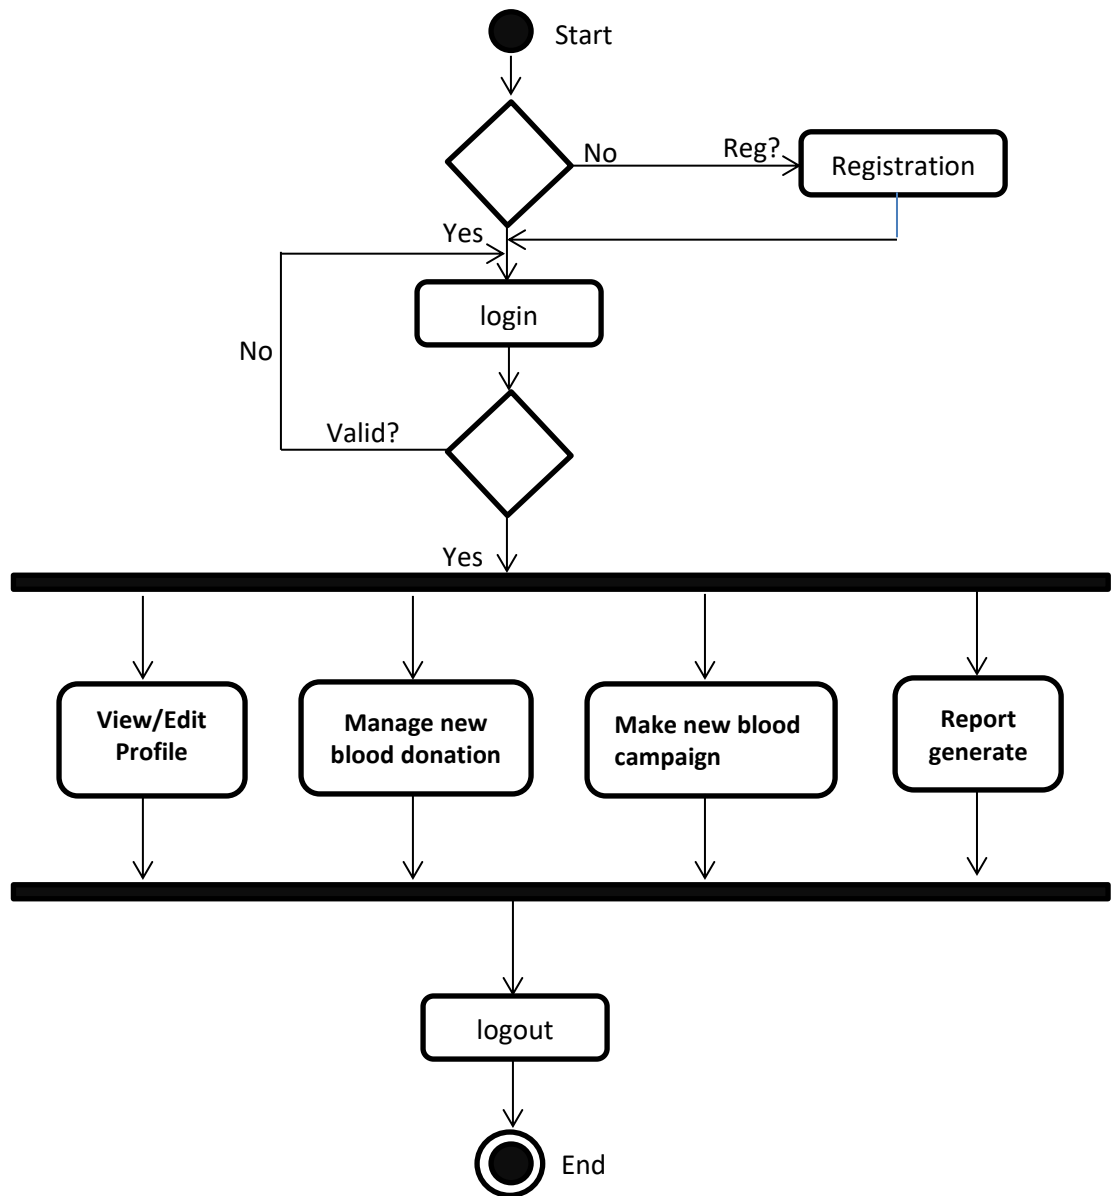 Start
No
Reg?
Registration
Yes
login
No
Valid?
Yes
View/Edit
Profile
Manage new
blood donation
Make new blood
campaign
Report
generate
logout
End